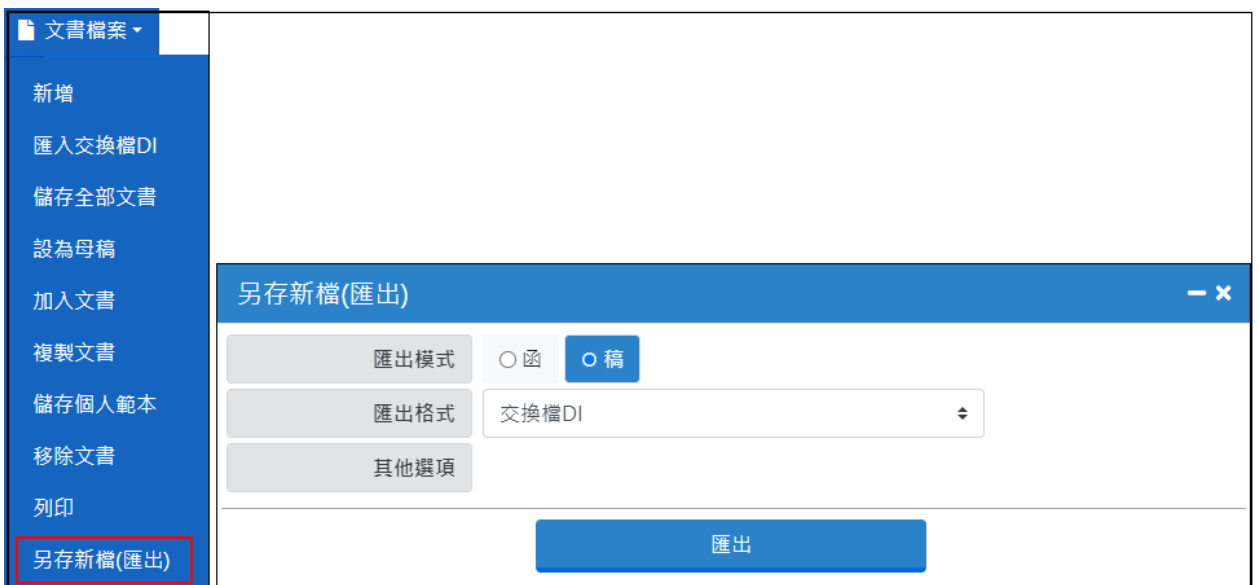 文書檔案
新增
匯入交換檔DI
儲存全部文書
設為母稿
加入文書
複製文書
儲存個人範本
移除文書
列印
另存新檔(匯出)
另存新檔(匯出)
匯出模式 函 稿
匯出格式 交換檔DI
其他選項
匯出